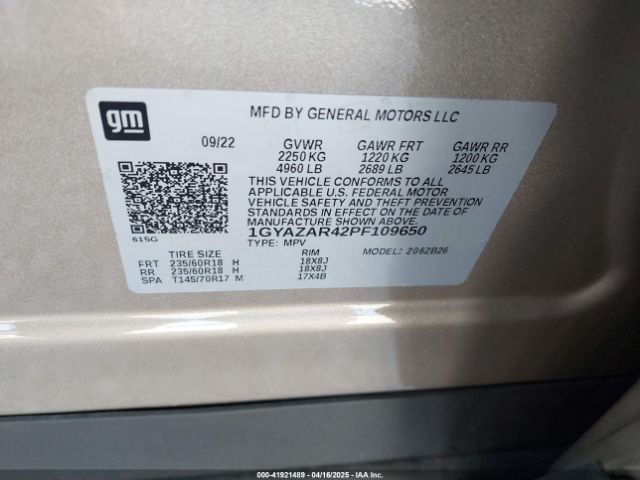 gm
MFD BY GENERAL MOTORS LLC
09/22 GVWR GAWR FRT GAWR RR
2250 KG 1220 KG 1200 KG
4960 LB 2689 LB 2645 LB
THIS VEHICLE CONFORMS TO ALL
APPLICABLE U.S. FEDERAL MOTOR
VEHICLE SAFETY AND THEFT PREVENTION
STANDARDS IN EFFECT ON THE DATE OF
MANUFACTURE SHOWN ABOVE.
1GYAZAR42PF109650
615G
TYPE: MPV MODEL: 206ZB26
TIRE SIZE RIM
FRT 235/60R18 H 18X8J
RR 235/60R18 H 18X8J
SPA T145/70R17 M 17X4B
000-41921489 | 04/16/2025 | IAA Inc.